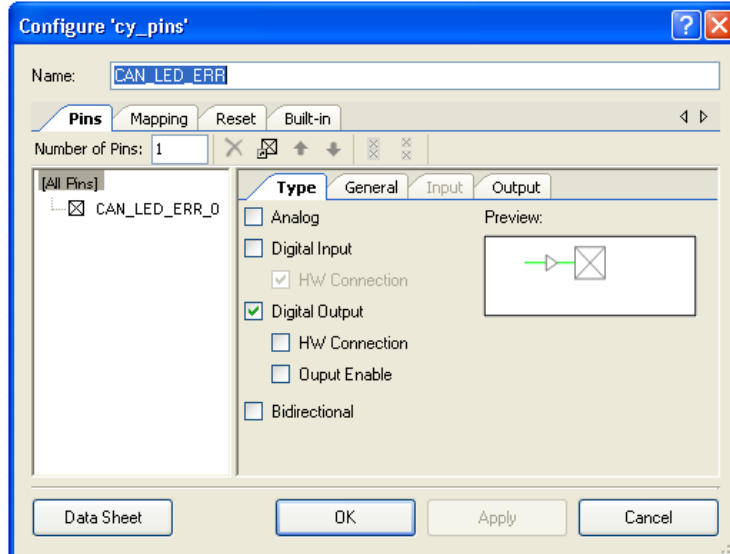 Configure 'cy_pins'
Name: CAN_LED_ERR
Pins Mapping Reset Built-in
Number of Pins: 1
[All Pins]
CAN_LED_ERR_0
Type General Input Output
Analog
Preview:
Digital Input
HW Connection
Digital Output
HW Connection
Ouput Enable
Bidirectional
Data Sheet OK Apply Cancel